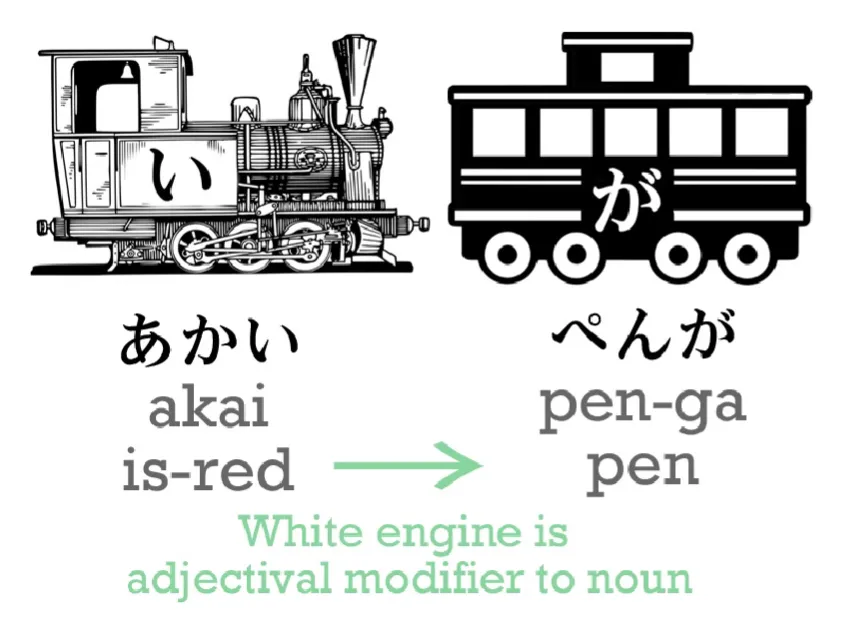 い
が
あかい
ぺんが
akai
pen-ga
is-red
pen
White engine is
adjectival modifier to noun